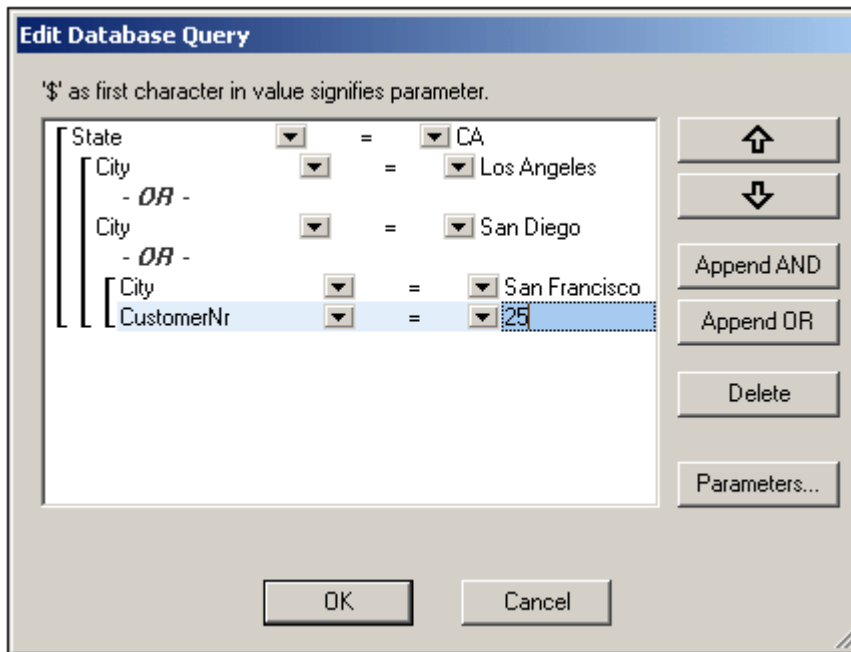 Edit Database Query
'$' as first character in value signifies parameter.
State = CA
City = Los Angeles
- OR -
City = San Diego
- OR -
City = San Francisco
CustomerNr = 25
Append AND
Append OR
Delete
Parameters...
OK Cancel